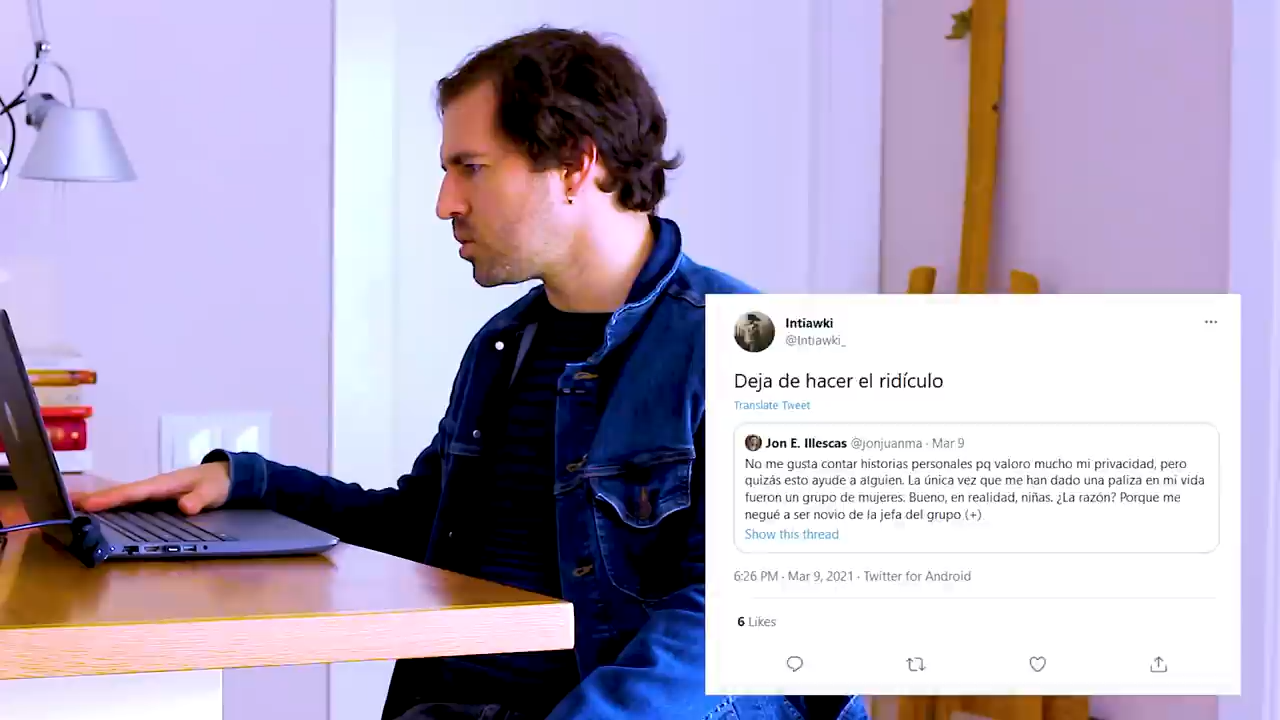 Intiawki
@Intiawki_
Deja de hacer el ridículo
Translate Tweet
Jon E. Illescas @jonjuanma · Mar 9
No me gusta contar historias personales pq valoro mucho mi privacidad, pero
quizás esto ayude a alguien. La única vez que me han dado una paliza en mi vida
fueron un grupo de mujeres. Bueno, en realidad, niñas. ¿La razón? Porque me
negué a ser novio de la jefa del grupo (+)
Show this thread
6:26 PM · Mar 9, 2021 · Twitter for Android
6 Likes